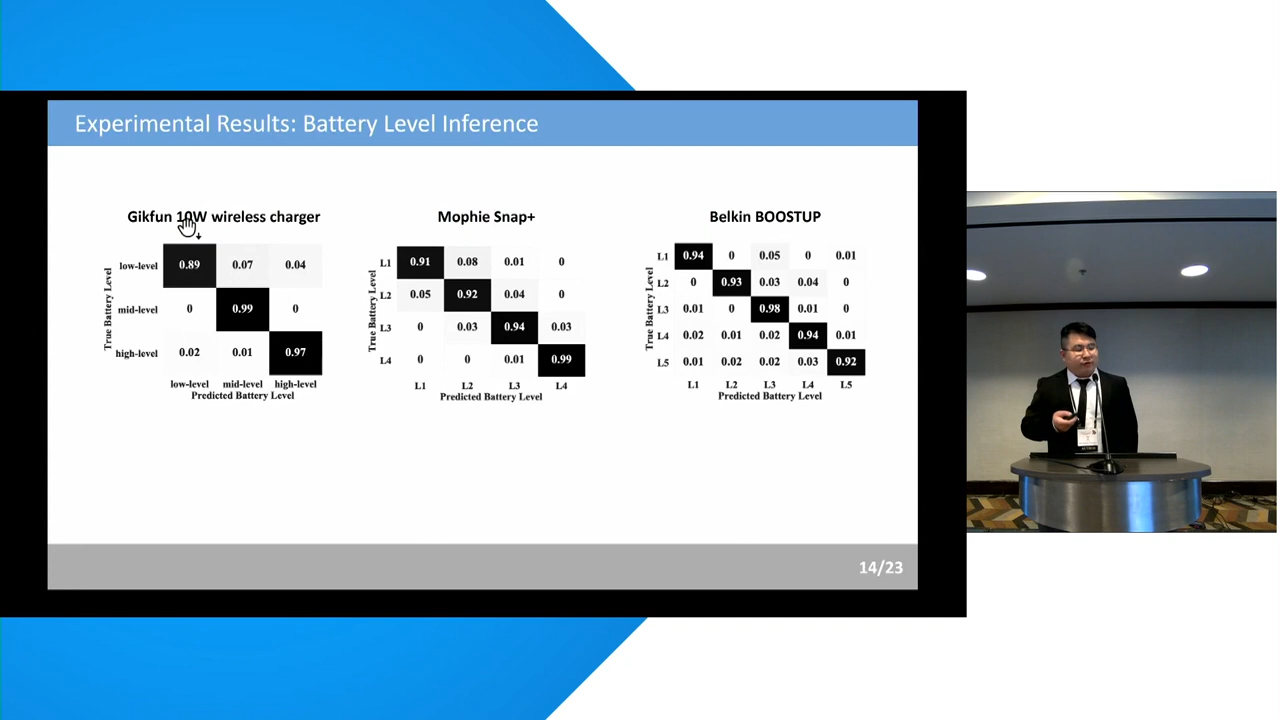 Experimental Results: Battery Level Inference
Gikfun 10W wireless charger
True Battery Level
low-level 0.89 0.07 0.04
mid-level 0 0.99 0
high-level 0.02 0.01 0.97
low-level mid-level high-level
Predicted Battery Level
Mophie Snap+
True Battery Level
L1 0.91 0.08 0.01 0
L2 0.05 0.92 0.04 0
L3 0 0.03 0.94 0.03
L4 0 0 0.01 0.99
L1 L2 L3 L4
Predicted Battery Level
Belkin BOOSTUP
True Battery Level
L1 0.94 0 0.05 0 0.01
L2 0 0.93 0.03 0.04 0
L3 0.01 0 0.98 0.01 0
L4 0.02 0.01 0.02 0.94 0.01
L5 0.01 0.02 0.02 0.03 0.92
L1 L2 L3 L4 L5
Predicted Battery Level
14/23